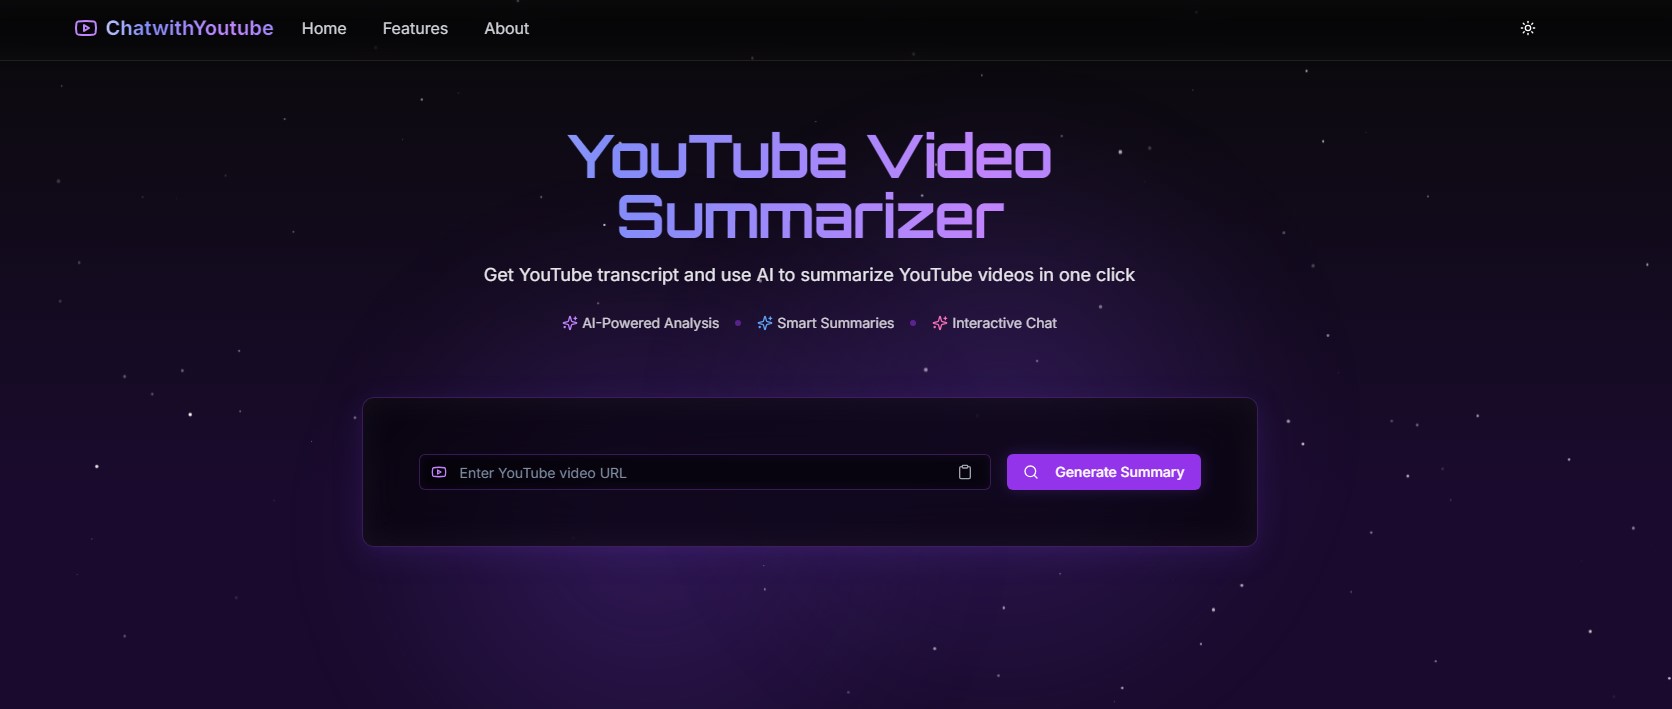 ChatwithYoutube Home Features About
YouTube Video
Summarizer
Get YouTube transcript and use AI to summarize YouTube videos in one click
AI-Powered Analysis Smart Summaries Interactive Chat
Enter YouTube video URL Generate Summary